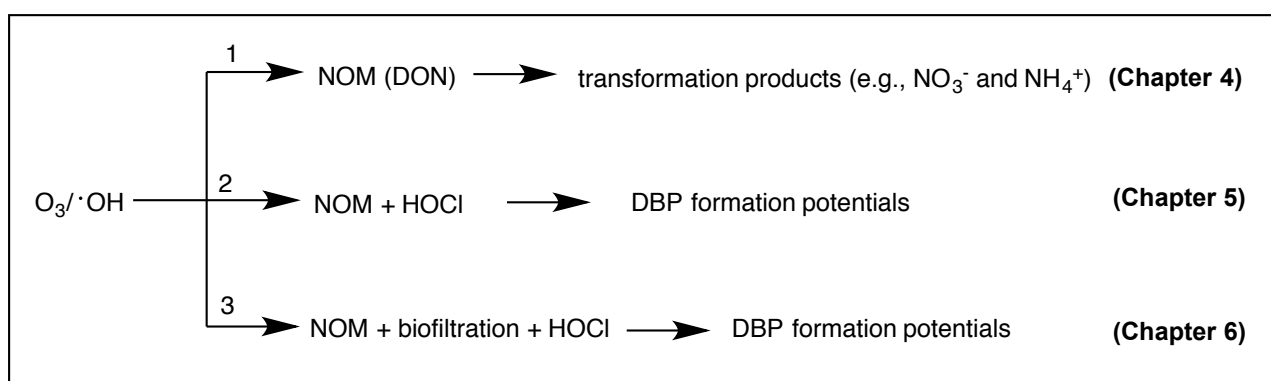 1
NOM (DON) transformation products (e.g., NO₃⁻ and NH₄⁺) (Chapter 4)
O₃/·OH
2
NOM + HOCl DBP formation potentials (Chapter 5)
3
NOM + biofiltration + HOCl DBP formation potentials (Chapter 6)